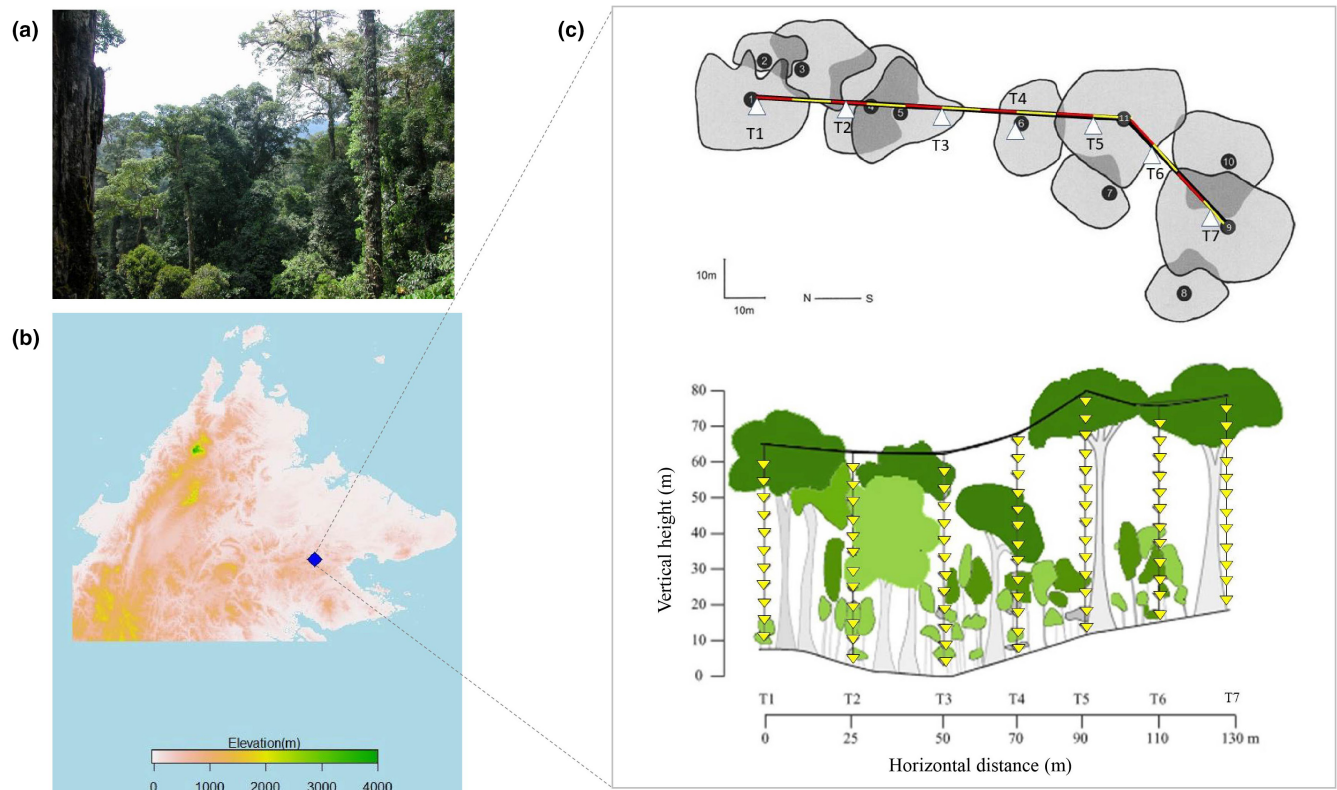 (a)
(b)
Elevation(m)
0 1000 2000 3000 4000
(c)
1 2 3 4 5 6 7 8 9 10 11
T1 T2 T3 T4 T5 T6 T7
10m
10m
N S
Vertical height (m)
80
70
60
50
40
30
20
10
0
T1 T2 T3 T4 T5 T6 T7
0 25 50 70 90 110 130 m
Horizontal distance (m)